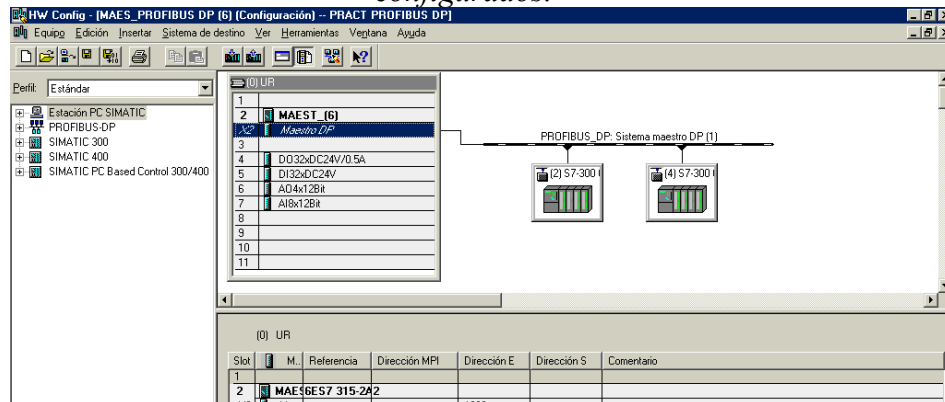 configurados.
HW Config - [MAES_PROFIBUS DP (6) (Configuración) -- PRACT PROFIBUS DP]
Equipo Edición Insertar Sistema de destino Ver Herramientas Ventana Ayuda
Perfil: Estándar
Estación PC SIMATIC
PROFIBUS-DP
SIMATIC 300
SIMATIC 400
SIMATIC PC Based Control 300/400
(0) UR
1
2 MAEST_(6)
X2 Maestro DP
3
4 DO32xDC24V/0.5A
5 DI32xDC24V
6 AO4x12Bit
7 AI8x12Bit
8
9
10
11
PROFIBUS_DP: Sistema maestro DP (1)
(2) S7-300
(4) S7-300
(0) UR
Slot M.. Referencia Dirección MPI Dirección E Dirección S Comentario
1
2 MAES 6ES7 315-2A 2